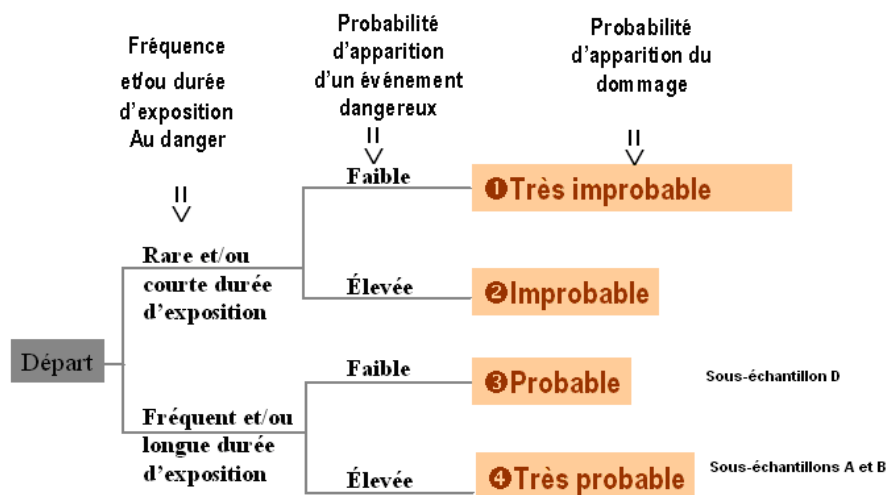 Fréquence
et/ou durée
d'exposition
Au danger
Probabilité
d'apparition
d'un événement
dangereux
Probabilité
d'apparition du
dommage
=>
=>
=>
Départ
Rare et/ou
courte durée
d'exposition
Faible
❶Très improbable
Élevée
❷Improbable
Fréquent et/ou
longue durée
d'exposition
Faible
❸Probable
Sous-échantillon D
Élevée
❹Très probable
Sous-échantillons A et B